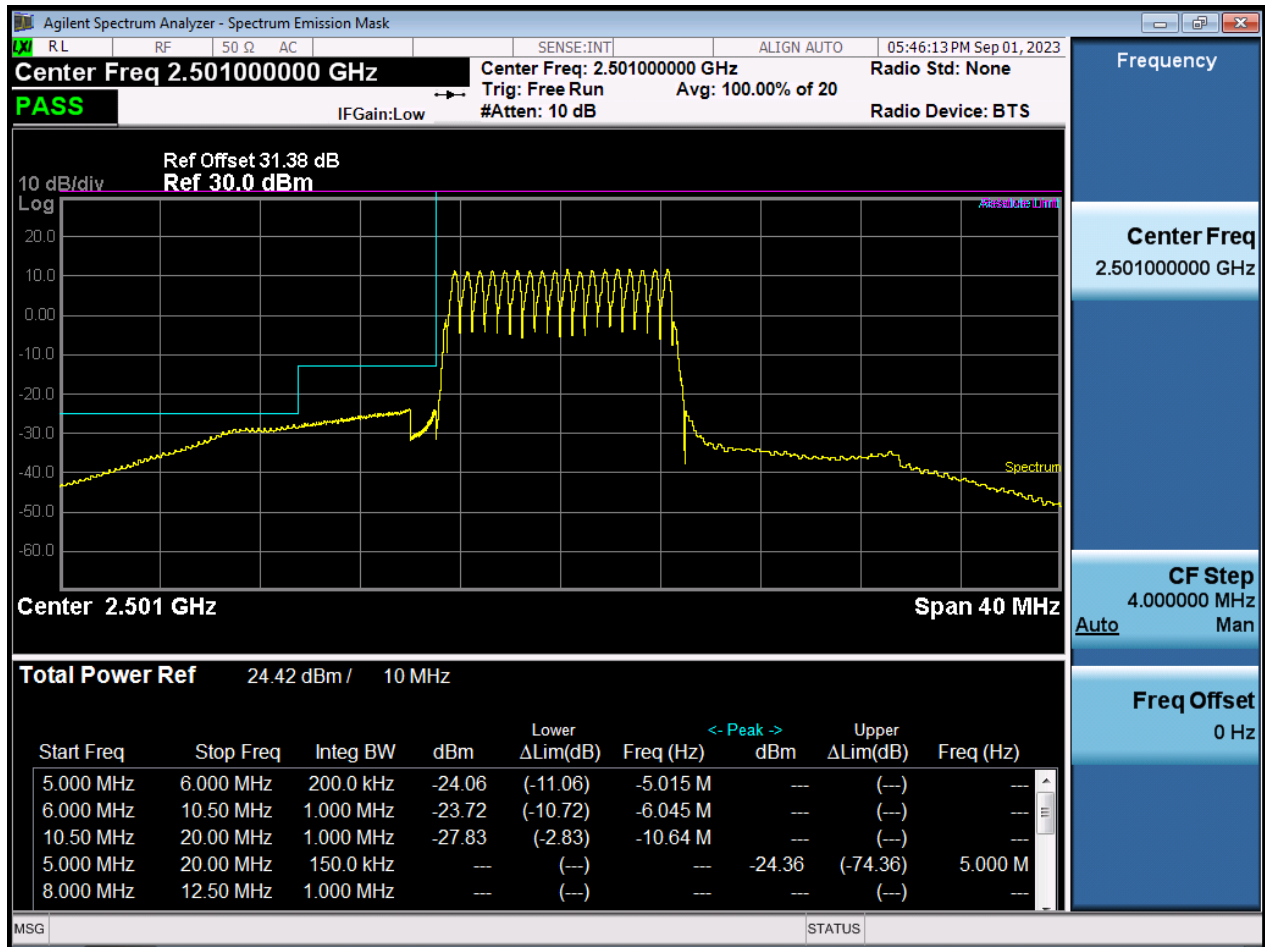 Agilent Spectrum Analyzer - Spectrum Emission Mask
LXI RL RF 50 Ω AC SENSE:INT ALIGN AUTO 05:46:13 PM Sep 01, 2023
Center Freq 2.501000000 GHz
Center Freq: 2.501000000 GHz
Radio Std: None
Trig: Free Run Avg: 100.00% of 20
PASS
IFGain:Low
#Atten: 10 dB
Radio Device: BTS
Ref Offset 31.38 dB
10 dB/div Ref 30.0 dBm
Log
Limit
20.0
10.0
0.00
-10.0
-20.0
-30.0
-40.0
Spectrum
-50.0
-60.0
Center 2.501 GHz Span 40 MHz
Total Power Ref 24.42 dBm / 10 MHz
Lower <- Peak -> Upper
Start Freq Stop Freq Integ BW dBm ΔLim(dB) Freq (Hz) dBm ΔLim(dB) Freq (Hz)
5.000 MHz 6.000 MHz 200.0 kHz -24.06 (-11.06) -5.015 M --- (---) ---
6.000 MHz 10.50 MHz 1.000 MHz -23.72 (-10.72) -6.045 M --- (---) ---
10.50 MHz 20.00 MHz 1.000 MHz -27.83 (-2.83) -10.64 M --- (---) ---
5.000 MHz 20.00 MHz 150.0 kHz --- (---) --- -24.36 (-74.36) 5.000 M
8.000 MHz 12.50 MHz 1.000 MHz --- (---) --- --- (---) ---
MSG STATUS
Frequency
Center Freq
2.501000000 GHz
CF Step
4.000000 MHz
Auto Man
Freq Offset
0 Hz